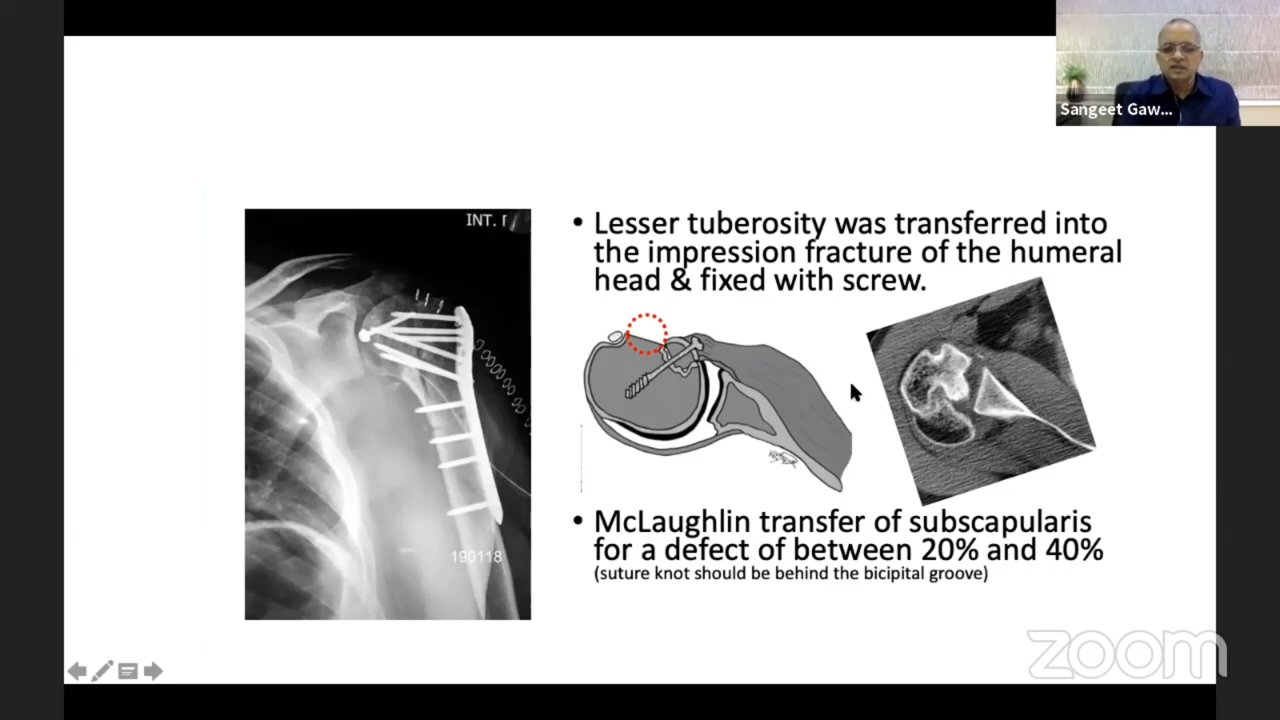 Sangeet Gaw...
INT. r
• Lesser tuberosity was transferred into
the impression fracture of the humeral
head & fixed with screw.
190118
• McLaughlin transfer of subscapularis
for a defect of between 20% and 40%
(suture knot should be behind the bicipital groove)
zoom